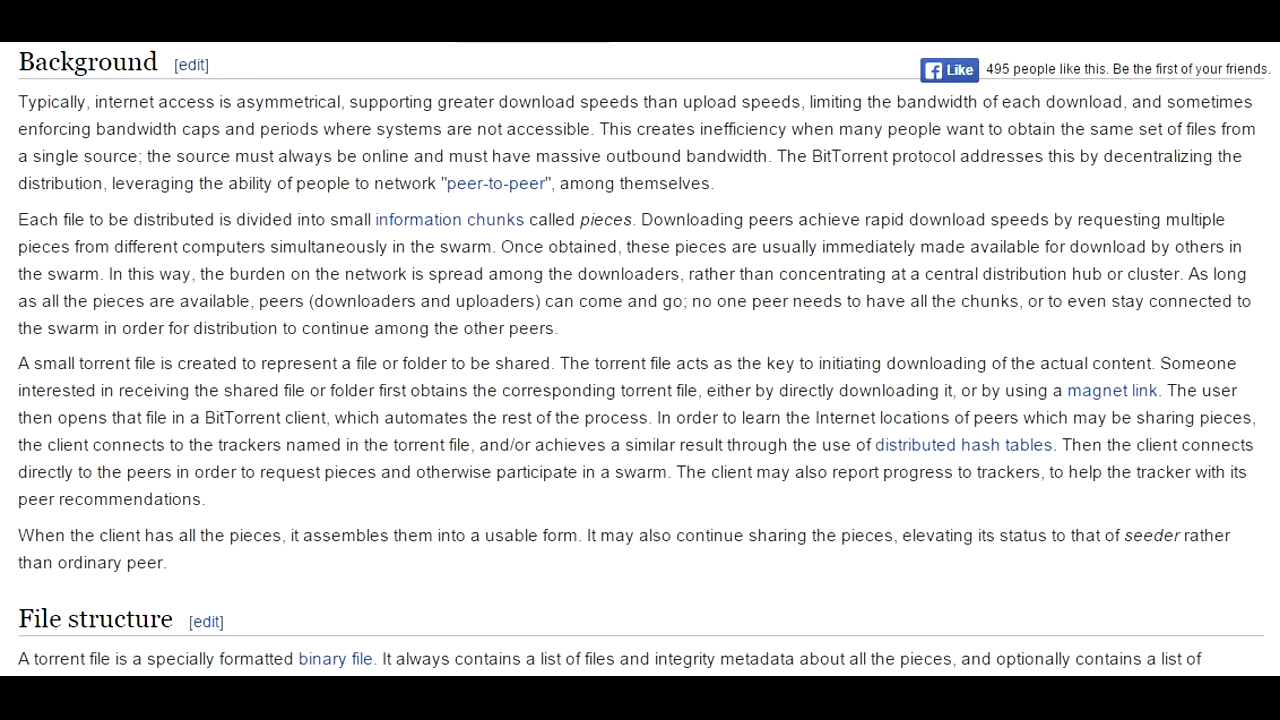 Background [edit]
Like 495 people like this. Be the first of your friends.
Typically, internet access is asymmetrical, supporting greater download speeds than upload speeds, limiting the bandwidth of each download, and sometimes
enforcing bandwidth caps and periods where systems are not accessible. This creates inefficiency when many people want to obtain the same set of files from
a single source; the source must always be online and must have massive outbound bandwidth. The BitTorrent protocol addresses this by decentralizing the
distribution, leveraging the ability of people to network "peer-to-peer", among themselves.
Each file to be distributed is divided into small information chunks called pieces. Downloading peers achieve rapid download speeds by requesting multiple
pieces from different computers simultaneously in the swarm. Once obtained, these pieces are usually immediately made available for download by others in
the swarm. In this way, the burden on the network is spread among the downloaders, rather than concentrating at a central distribution hub or cluster. As long
as all the pieces are available, peers (downloaders and uploaders) can come and go; no one peer needs to have all the chunks, or to even stay connected to
the swarm in order for distribution to continue among the other peers.
A small torrent file is created to represent a file or folder to be shared. The torrent file acts as the key to initiating downloading of the actual content. Someone
interested in receiving the shared file or folder first obtains the corresponding torrent file, either by directly downloading it, or by using a magnet link. The user
then opens that file in a BitTorrent client, which automates the rest of the process. In order to learn the Internet locations of peers which may be sharing pieces,
the client connects to the trackers named in the torrent file, and/or achieves a similar result through the use of distributed hash tables. Then the client connects
directly to the peers in order to request pieces and otherwise participate in a swarm. The client may also report progress to trackers, to help the tracker with its
peer recommendations.
When the client has all the pieces, it assembles them into a usable form. It may also continue sharing the pieces, elevating its status to that of seeder rather
than ordinary peer.
File structure [edit]
A torrent file is a specially formatted binary file. It always contains a list of files and integrity metadata about all the pieces, and optionally contains a list of